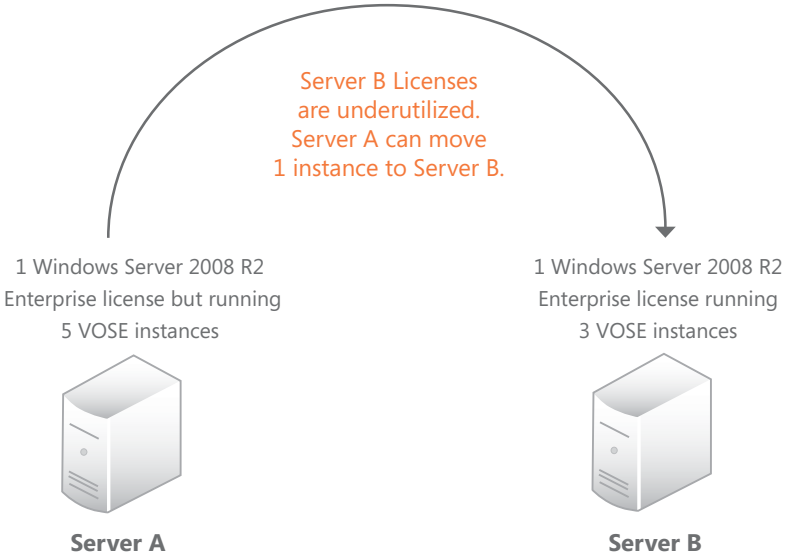 Server B Licenses
are underutilized.
Server A can move
1 instance to Server B.
1 Windows Server 2008 R2
Enterprise license but running
5 VOSE instances
1 Windows Server 2008 R2
Enterprise license running
3 VOSE instances
Server A
Server B